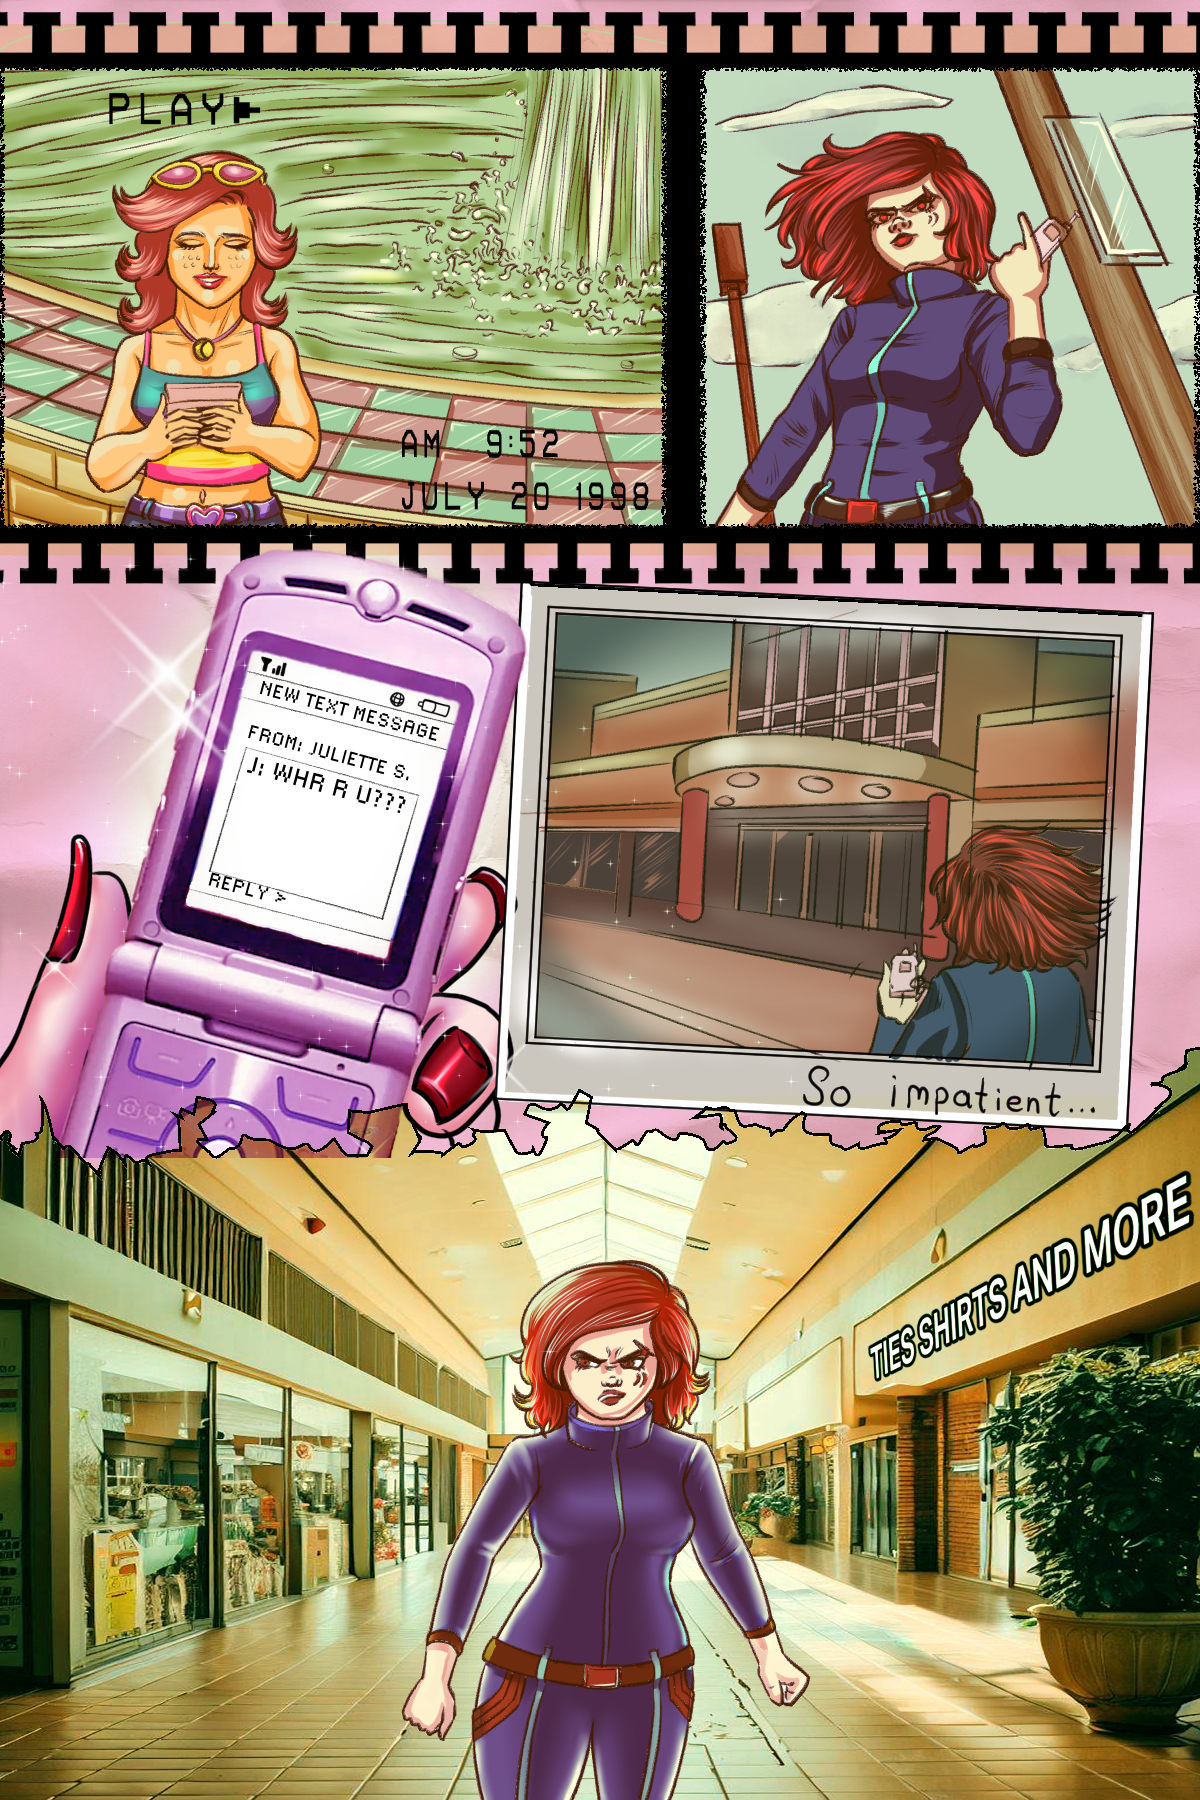 PLAY
AM 9:52
JULY 20 1998
NEW TEXT MESSAGE
FROM: JULIETTE S.
J: WHR R U???
REPLY >
So impatient...
TIES SHIRTS AND MORE